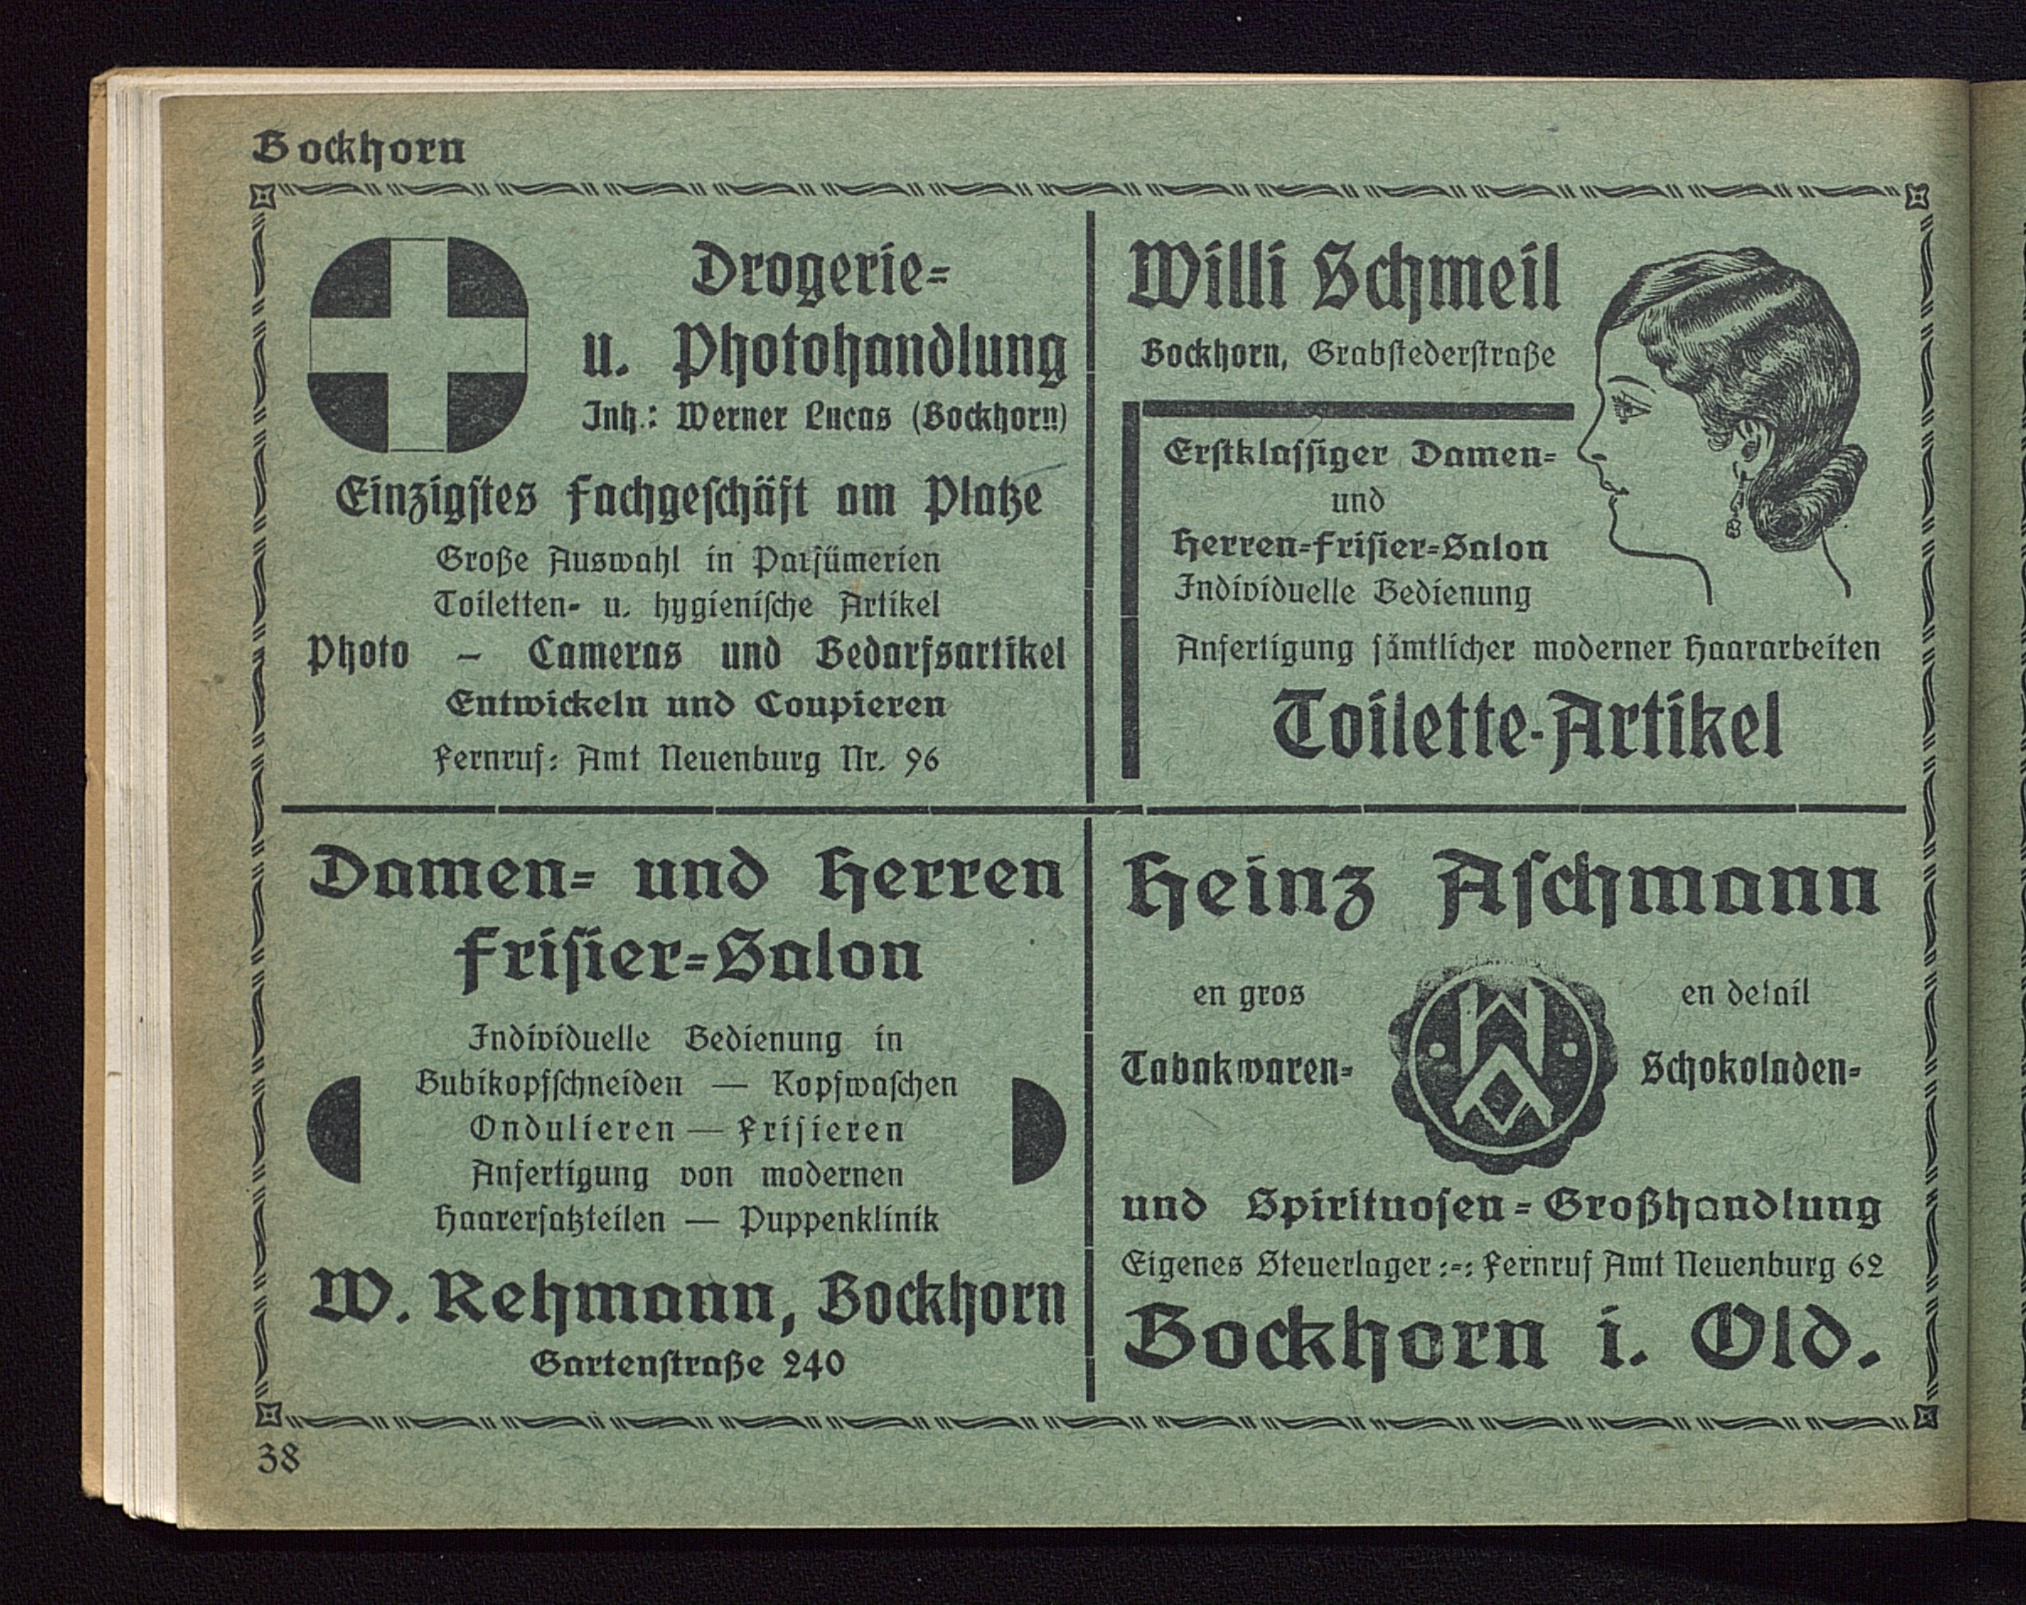 Bockhorn
Drogerie=
u. Photohandlung
Inh.: Werner Lucas (Bockhorn)
Einzigstes Fachgeschäft am Platze
Große Auswahl in Parfümerien
Toiletten- u. hygienische Artikel
Photo – Cameras und Bedarfsartikel
Entwickeln und Coupieren
Fernruf: Amt Neuenburg Nr. 96
Willi Schmeil
Bockhorn, Grabstederstraße
Erstklassiger Damen=
und
Herren=Frisier=Salon
Individuelle Bedienung
Anfertigung sämtlicher moderner Haararbeiten
Toilette-Artikel
Damen= und Herren
Frisier=Salon
Individuelle Bedienung in
Bubikopfschneiden — Kopfwaschen
Ondulieren — Frisieren
Anfertigung von modernen
Haarersatzteilen — Puppenklinik
W. Rehmann, Bockhorn
Gartenstraße 240
Heinz Aschmann
en gros en detail
Tabakwaren= Schokoladen=
und Spirituosen=Großhandlung
Eigenes Steuerlager :-: Fernruf Amt Neuenburg 62
Bockhorn i. Old.
38